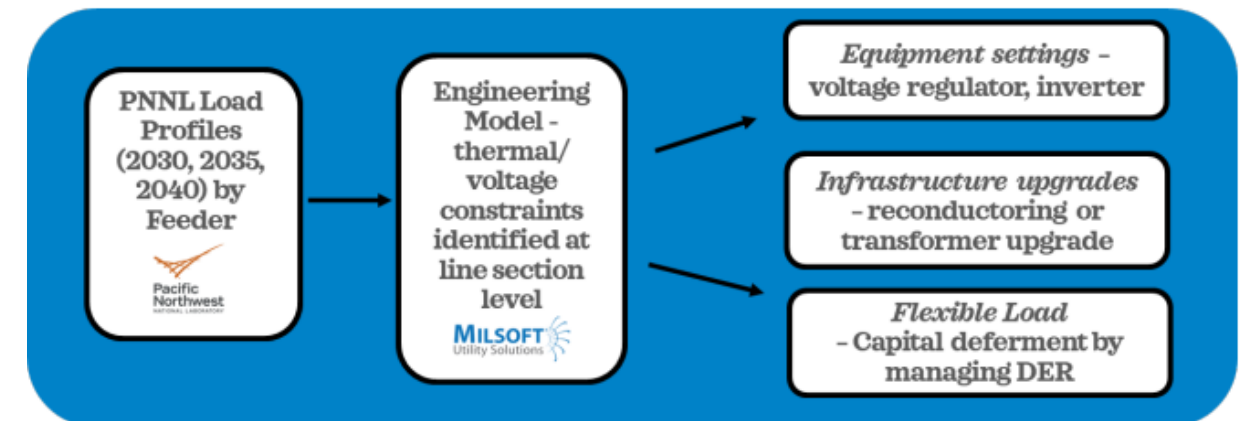 PNNL Load
Profiles
(2030, 2035,
2040) by
Feeder
Pacific
Northwest
NATIONAL LABORATORY
Engineering
Model -
thermal/
voltage
constraints
identified at
line section
level
MILSOFT
Utility Solutions
Equipment settings –
voltage regulator, inverter
Infrastructure upgrades
– reconductoring or
transformer upgrade
Flexible Load
– Capital deferment by
managing DER